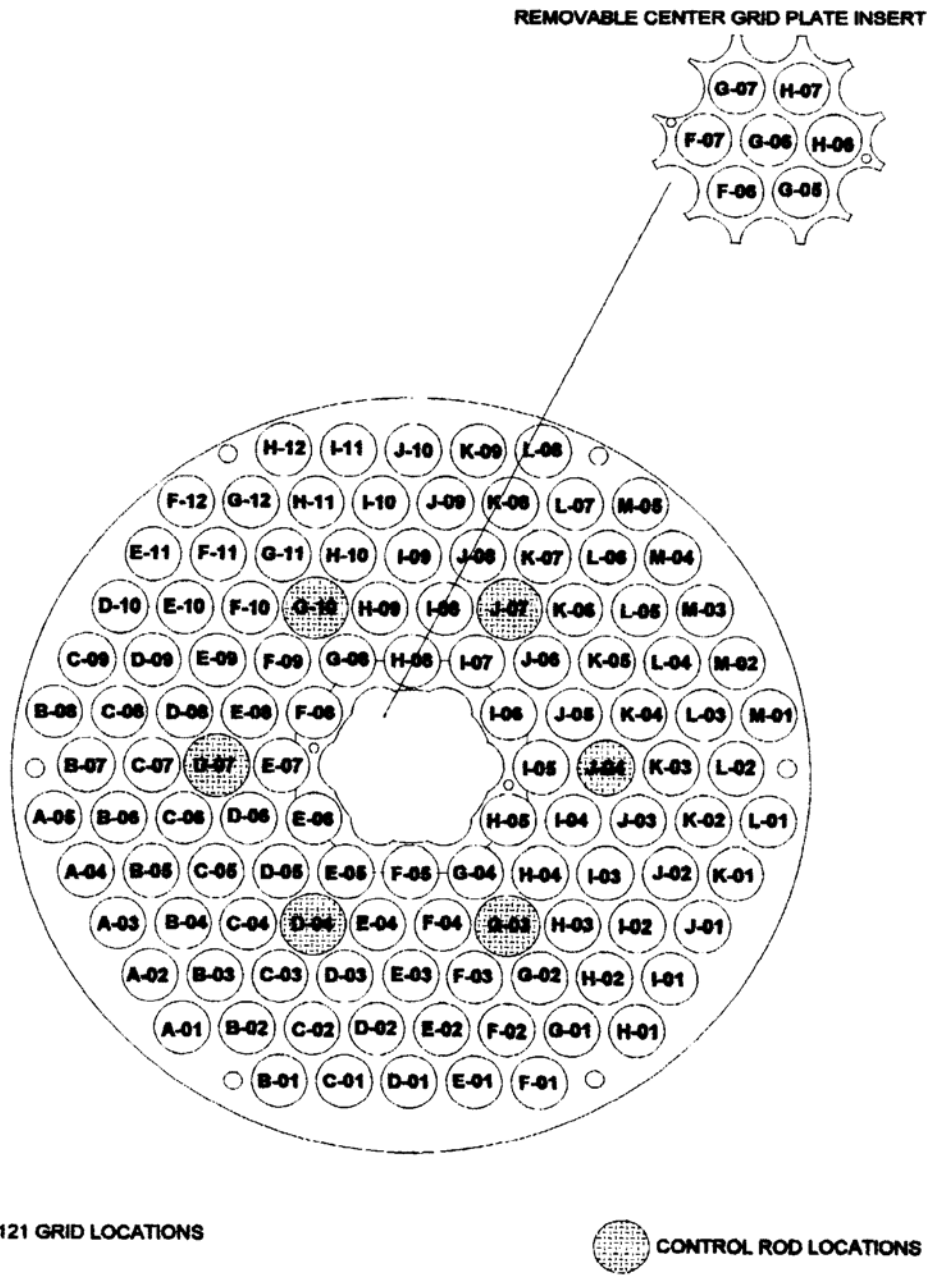 REMOVABLE CENTER GRID PLATE INSERT
G-07 H-07
F-07 G-06 H-06
F-06 G-05
H-12 I-11 J-10 K-09 L-08
F-12 G-12 H-11 I-10 J-09 K-08 L-07 M-05
E-11 F-11 G-11 H-10 I-09 J-08 K-07 L-06 M-04
D-10 E-10 F-10 G-10 H-09 I-08 J-07 K-06 L-05 M-03
C-09 D-09 E-09 F-09 G-08 H-08 I-07 J-06 K-05 L-04 M-02
B-08 C-08 D-08 E-08 F-08 I-06 J-05 K-04 L-03 M-01
B-07 C-07 D-07 E-07 I-05 J-04 K-03 L-02
A-05 B-06 C-06 D-06 E-06 H-05 I-04 J-03 K-02 L-01
A-04 B-05 C-05 D-05 E-05 F-05 G-04 H-04 I-03 J-02 K-01
A-03 B-04 C-04 D-04 E-04 F-04 G-03 H-03 I-02 J-01
A-02 B-03 C-03 D-03 E-03 F-03 G-02 H-02 I-01
A-01 B-02 C-02 D-02 E-02 F-02 G-01 H-01
B-01 C-01 D-01 E-01 F-01
121 GRID LOCATIONS
CONTROL ROD LOCATIONS